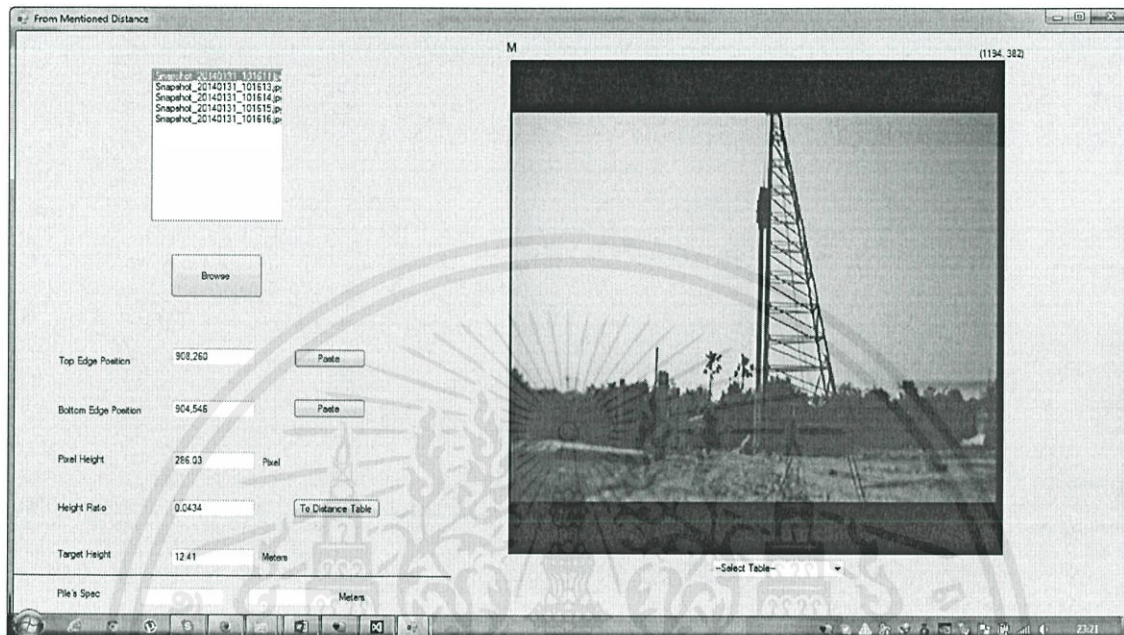 From Mentioned Distance
M
(1194, 382)
Snapshot_20140131_101611.jp
Snapshot_20140131_101613.jp
Snapshot_20140131_101614.jp
Snapshot_20140131_101615.jp
Snapshot_20140131_101616.jp
Browse
Top Edge Position 908,260 Paste
Bottom Edge Position 904,546 Paste
Pixel Height 286.03 Pixel
Height Ratio 0.0434 To Distance Table
Target Height 12.41 Meters
--Select Table--
Pile's Spec Meters
23:21